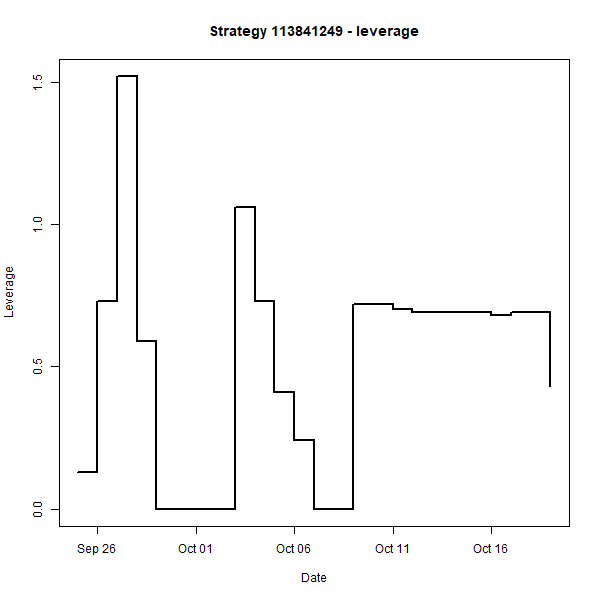 Strategy 113841249 - leverage
Leverage
1.5
1.0
0.5
0.0
Sep 26 Oct 01 Oct 06 Oct 11 Oct 16
Date